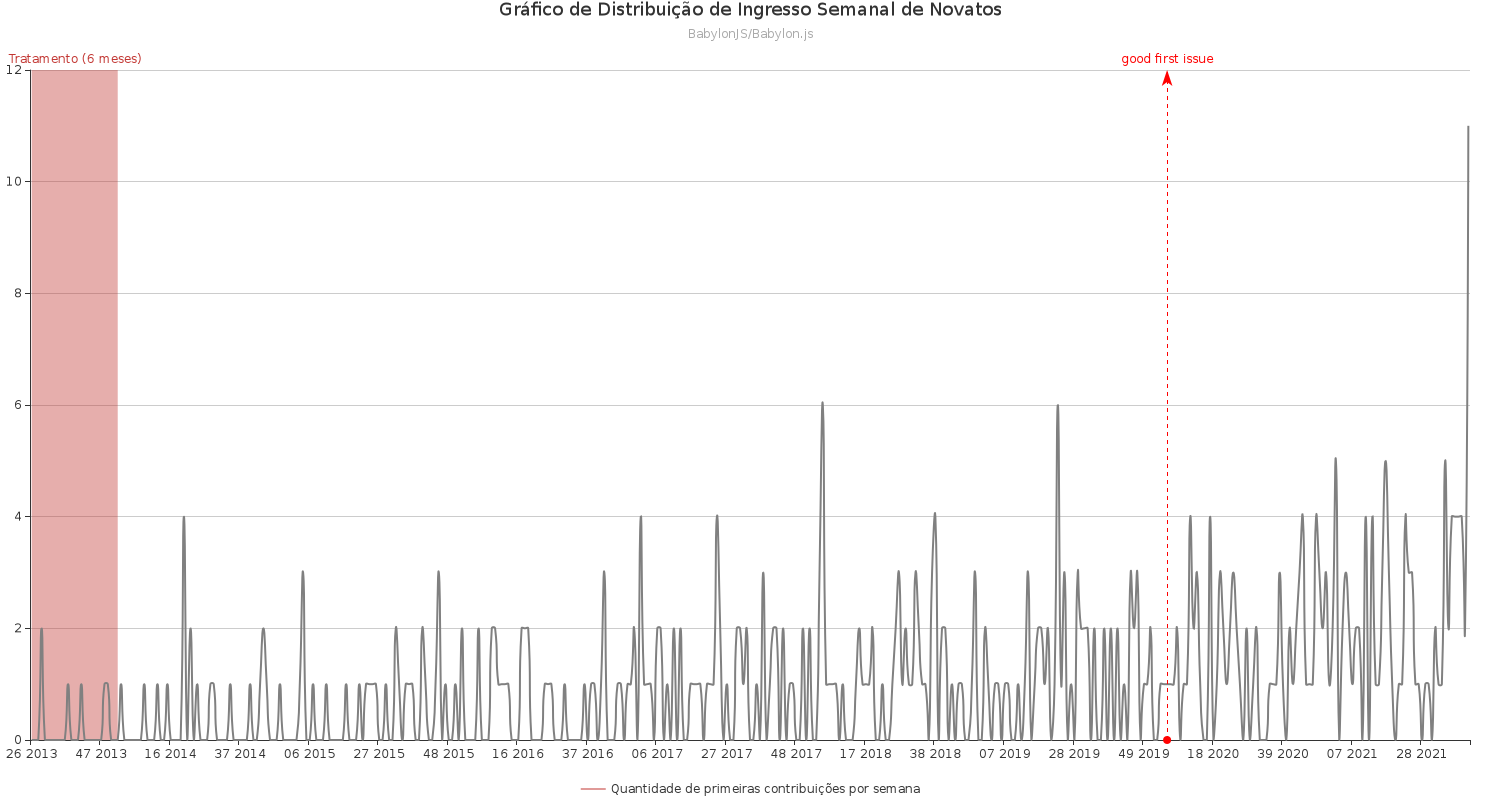 Gráfico de Distribuição de Ingresso Semanal de Novatos
BabylonJS/Babylon.js
Tratamento (6 meses)
good first issue
12
10
8
6
4
2
0
26 2013 47 2013 16 2014 37 2014 06 2015 27 2015 48 2015 16 2016 37 2016 06 2017 27 2017 48 2017 17 2018 38 2018 07 2019 28 2019 49 2019 18 2020 39 2020 07 2021 28 2021
Quantidade de primeiras contribuições por semana